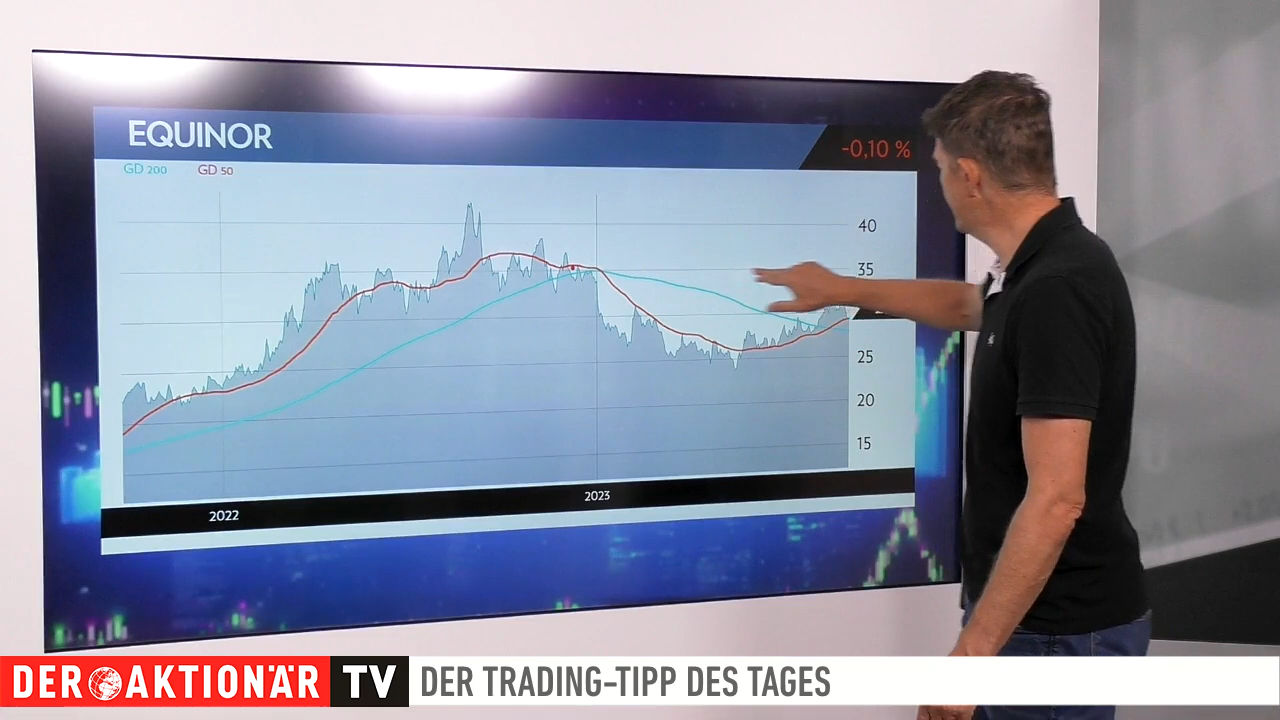 EQUINOR
-0,10 %
GD 200 GD 50
40
35
25
20
15
2022
2023
DER AKTIONÄR TV
DER TRADING-TIPP DES TAGES